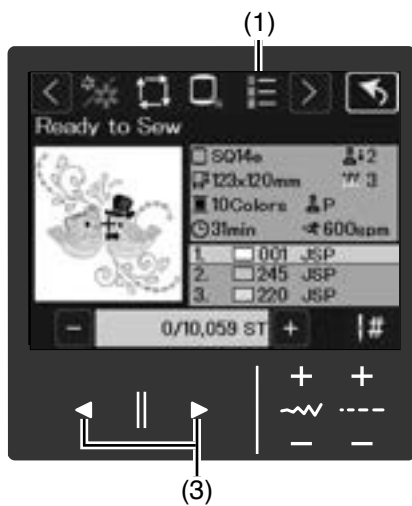 (1)
Ready to Sew
SQ14a 2
123x120mm 3
10Colors P
31min 600spm
1. 001 JSP
2. 245 JSP
3. 220 JSP
− 0/10,059 ST + #
+ +
− −
(3)